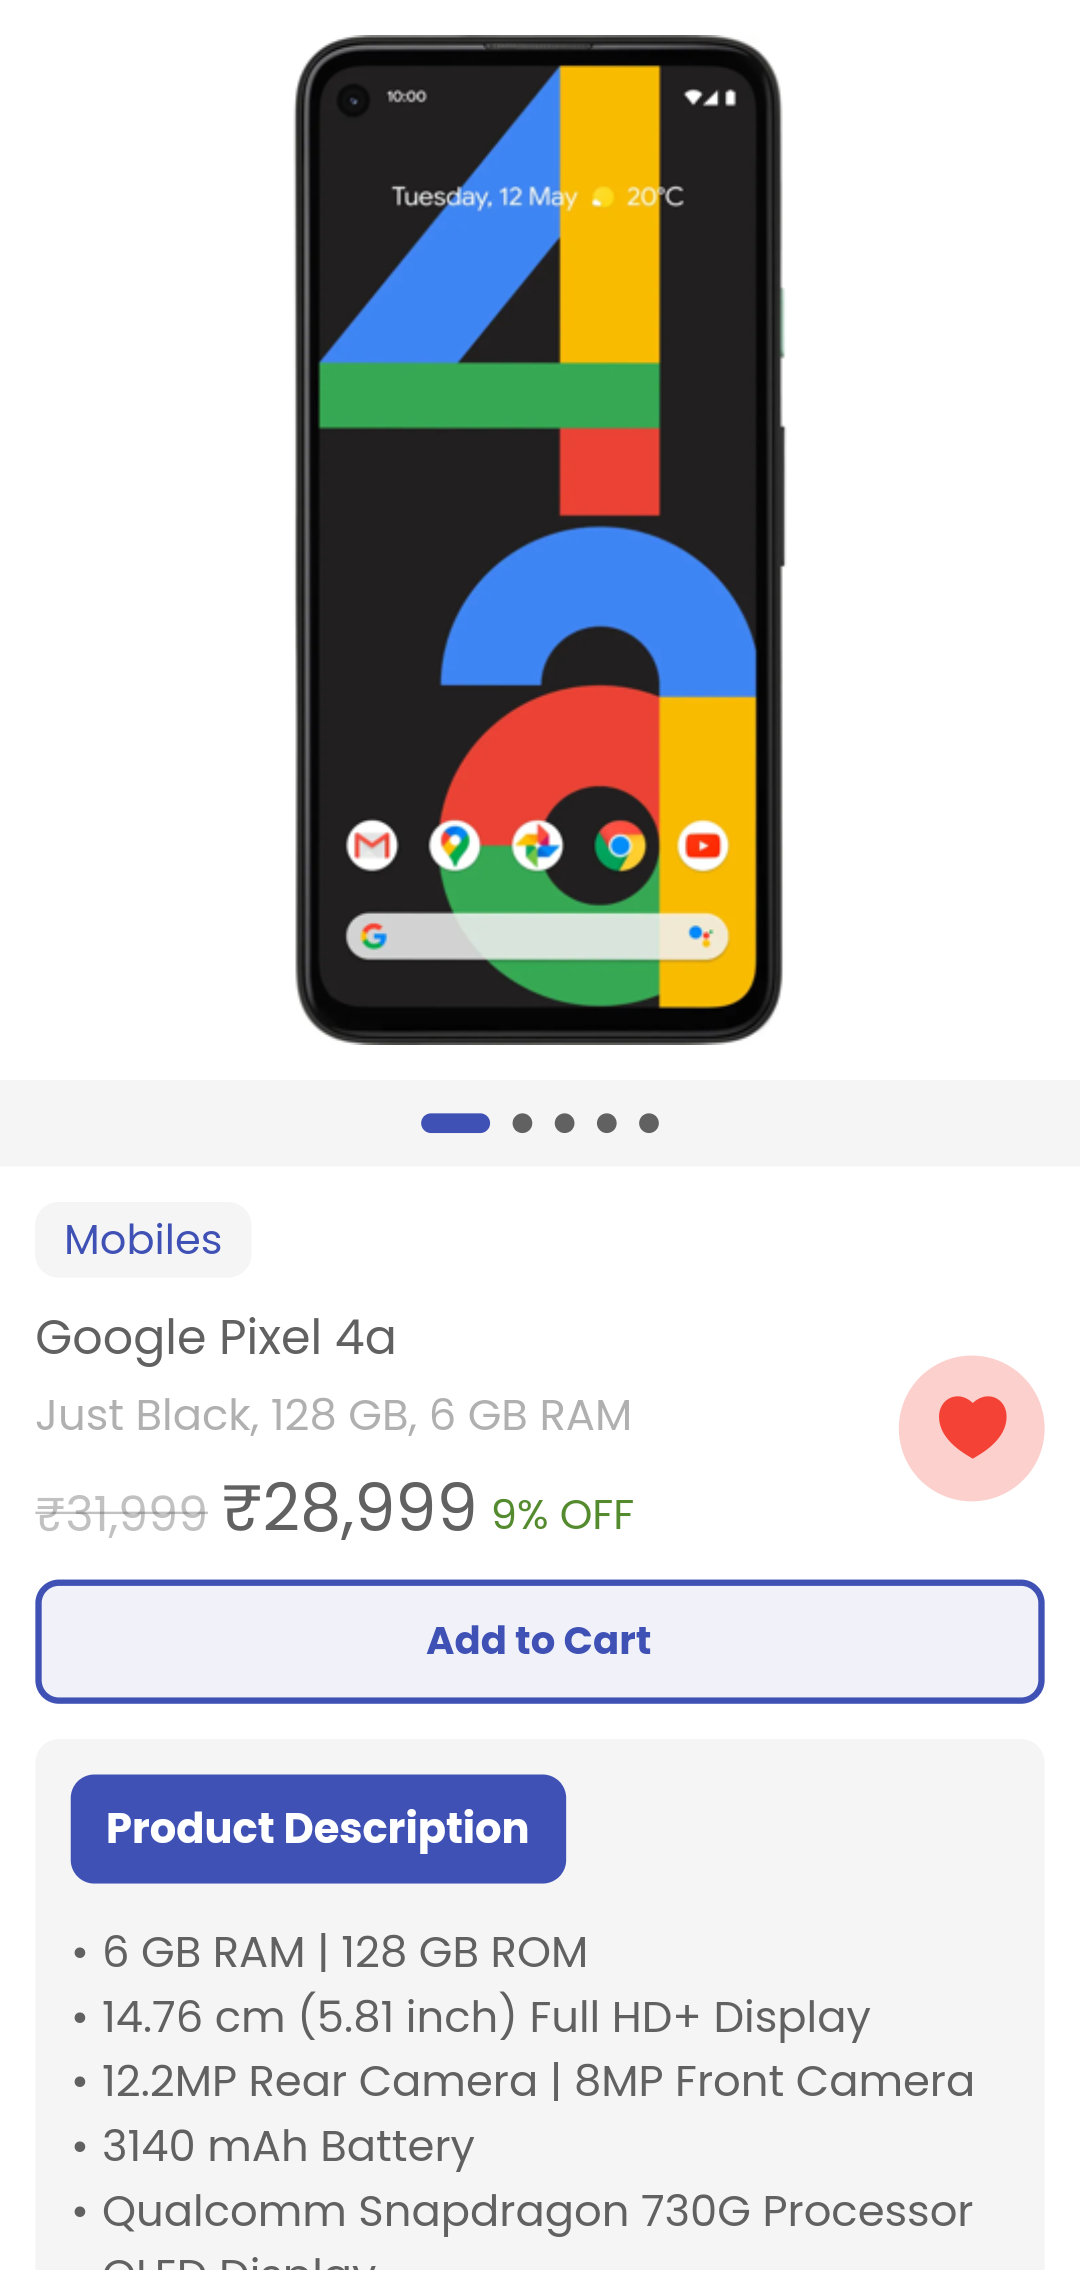 10:00
Tuesday, 12 May 20°C
Mobiles
Google Pixel 4a
Just Black, 128 GB, 6 GB RAM
₹31,999 ₹28,999 9% OFF
Add to Cart
Product Description
• 6 GB RAM | 128 GB ROM
• 14.76 cm (5.81 inch) Full HD+ Display
• 12.2MP Rear Camera | 8MP Front Camera
• 3140 mAh Battery
• Qualcomm Snapdragon 730G Processor
OLED Display